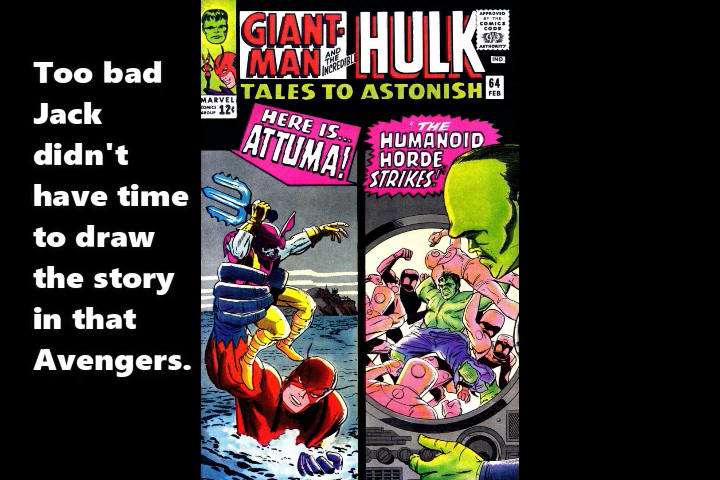 Too bad
Jack
didn't
have time
to draw
the story
in that
Avengers.
GIANT-
MAN
AND
THE
INCREDIBLE
HULK
TALES TO ASTONISH
APPROVED
BY THE
COMICS
CODE
AUTHORITY
IND.
64
FEB
MARVEL
COMICS
GROUP
12¢
HERE IS...
ATTUMA!
"THE
HUMANOID
HORDE
STRIKES!"